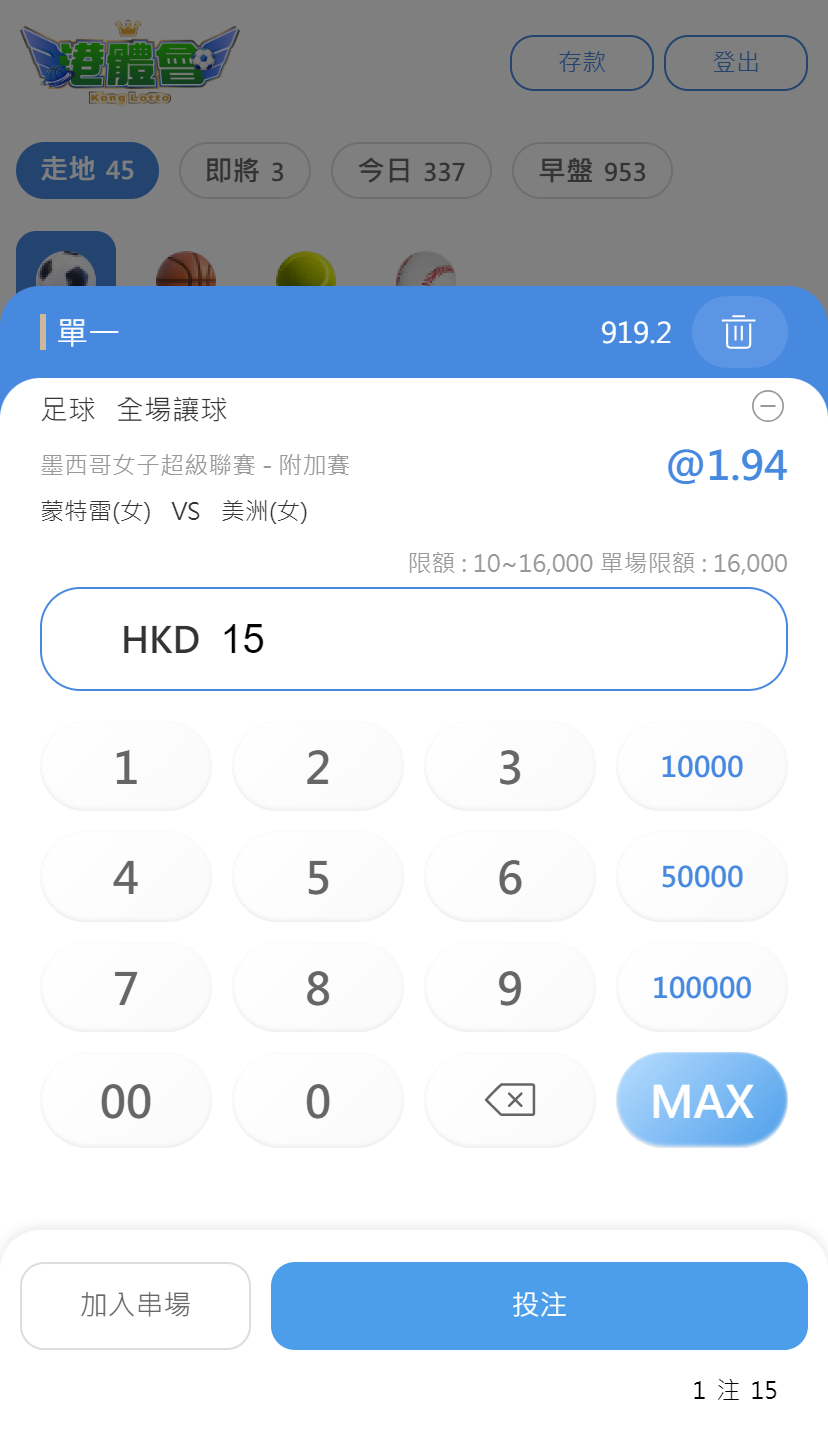 港體會
Kong Lotto
存款
登出
走地 45
即將 3
今日 337
早盤 953
單一
919.2
足球 全場讓球
墨西哥女子超級聯賽 - 附加賽
@1.94
蒙特雷(女) VS 美洲(女)
限額 : 10~16,000 單場限額 : 16,000
HKD 15
1 2 3 10000
4 5 6 50000
7 8 9 100000
00 0 MAX
加入串場
投注
1 注 15